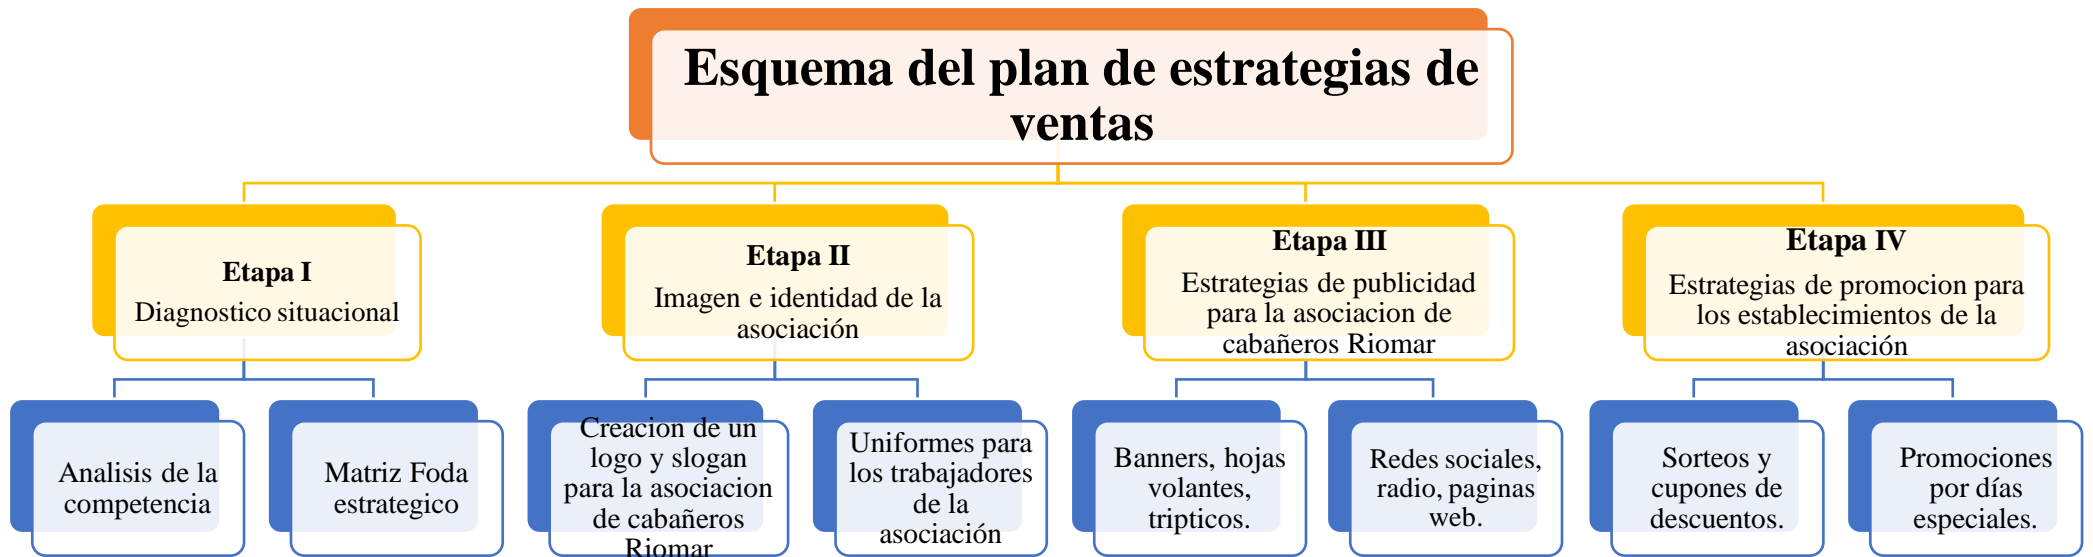 Esquema del plan de estrategias de
ventas
Etapa I
Diagnostico situacional
Etapa II
Imagen e identidad de la
asociación
Etapa III
Estrategias de publicidad
para la asociacion de
cabañeros Riomar
Etapa IV
Estrategias de promocion para
los establecimientos de la
asociación
Analisis de la
competencia
Matriz Foda
estrategico
Creacion de un
logo y slogan
para la asociacion
de cabañeros
Riomar
Uniformes para
los trabajadores
de la
asociación
Banners, hojas
volantes,
tripticos.
Redes sociales,
radio, paginas
web.
Sorteos y
cupones de
descuentos.
Promociones
por días
especiales.